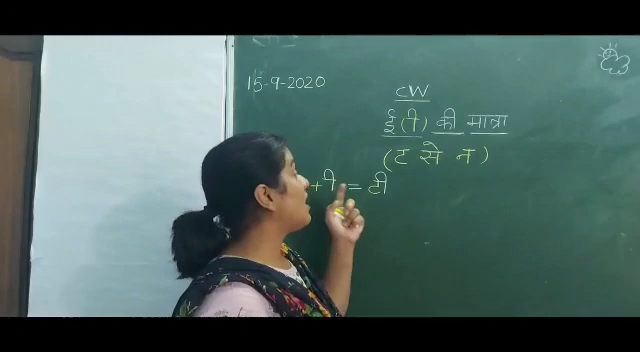 15-9-2020
CW
ई (ी) की मात्रा
(ट से न)
+ ी = टी